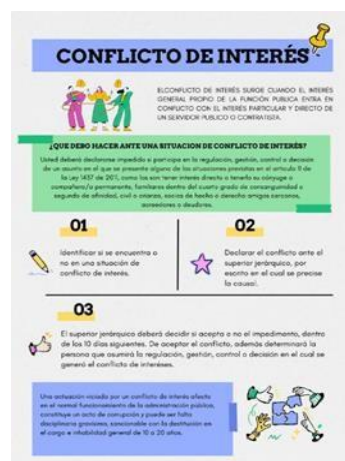 CONFLICTO DE INTERÉS
ELCONFLICTO DE INTERÉS SURGE CUANDO EL INTERÉS
GENERAL PROPIO DE LA FUNCIÓN PUBLICA ENTRA EN
CONFLICTO CON EL INTERÉS PARTICULAR Y DIRECTO DE
UN SERVIDOR PUBLICO O CONTRATISTA.
¿QUE DEBO HACER ANTE UNA SITUACION DE CONFLICTO DE INTERÉS?
Usted deberá declararse impedido si participa en la regulación, gestión, control o decisión
de un asunto en el que se presente alguna de las situaciones previstas en el artículo 11 de
la Ley 1437 de 2011, como las son tener interés directo o tenerlo su cónyuge o
compañero/a permanente, familiares dentro del cuarto grado de consanguinidad o
segundo de afinidad, civil o crianza, socios de hecho o derecho amigos cercanos,
acreedores o deudores.
01
Identificar si se encuentra o
no en una situación de
conflicto de interés.
02
Declarar el conflicto ante el
superior jerárquico, por
escrito en el cual se precise
la causal.
03
El superior jerárquico deberá decidir si acepta o no el impedimento, dentro
de los 10 días siguientes. De aceptar el conflicto, además determinará la
persona que asumirá la regulación, gestión, control o decisión en el cual se
generó el conflicto de intereses.
Una actuación viciada por un conflicto de interés afecta
en el normal funcionamiento de la administración pública,
constituye un acto de corrupción y puede ser falta
disciplinaria gravísima, sancionable con la destitución en
el cargo e inhabilidad general de 10 a 20 años.